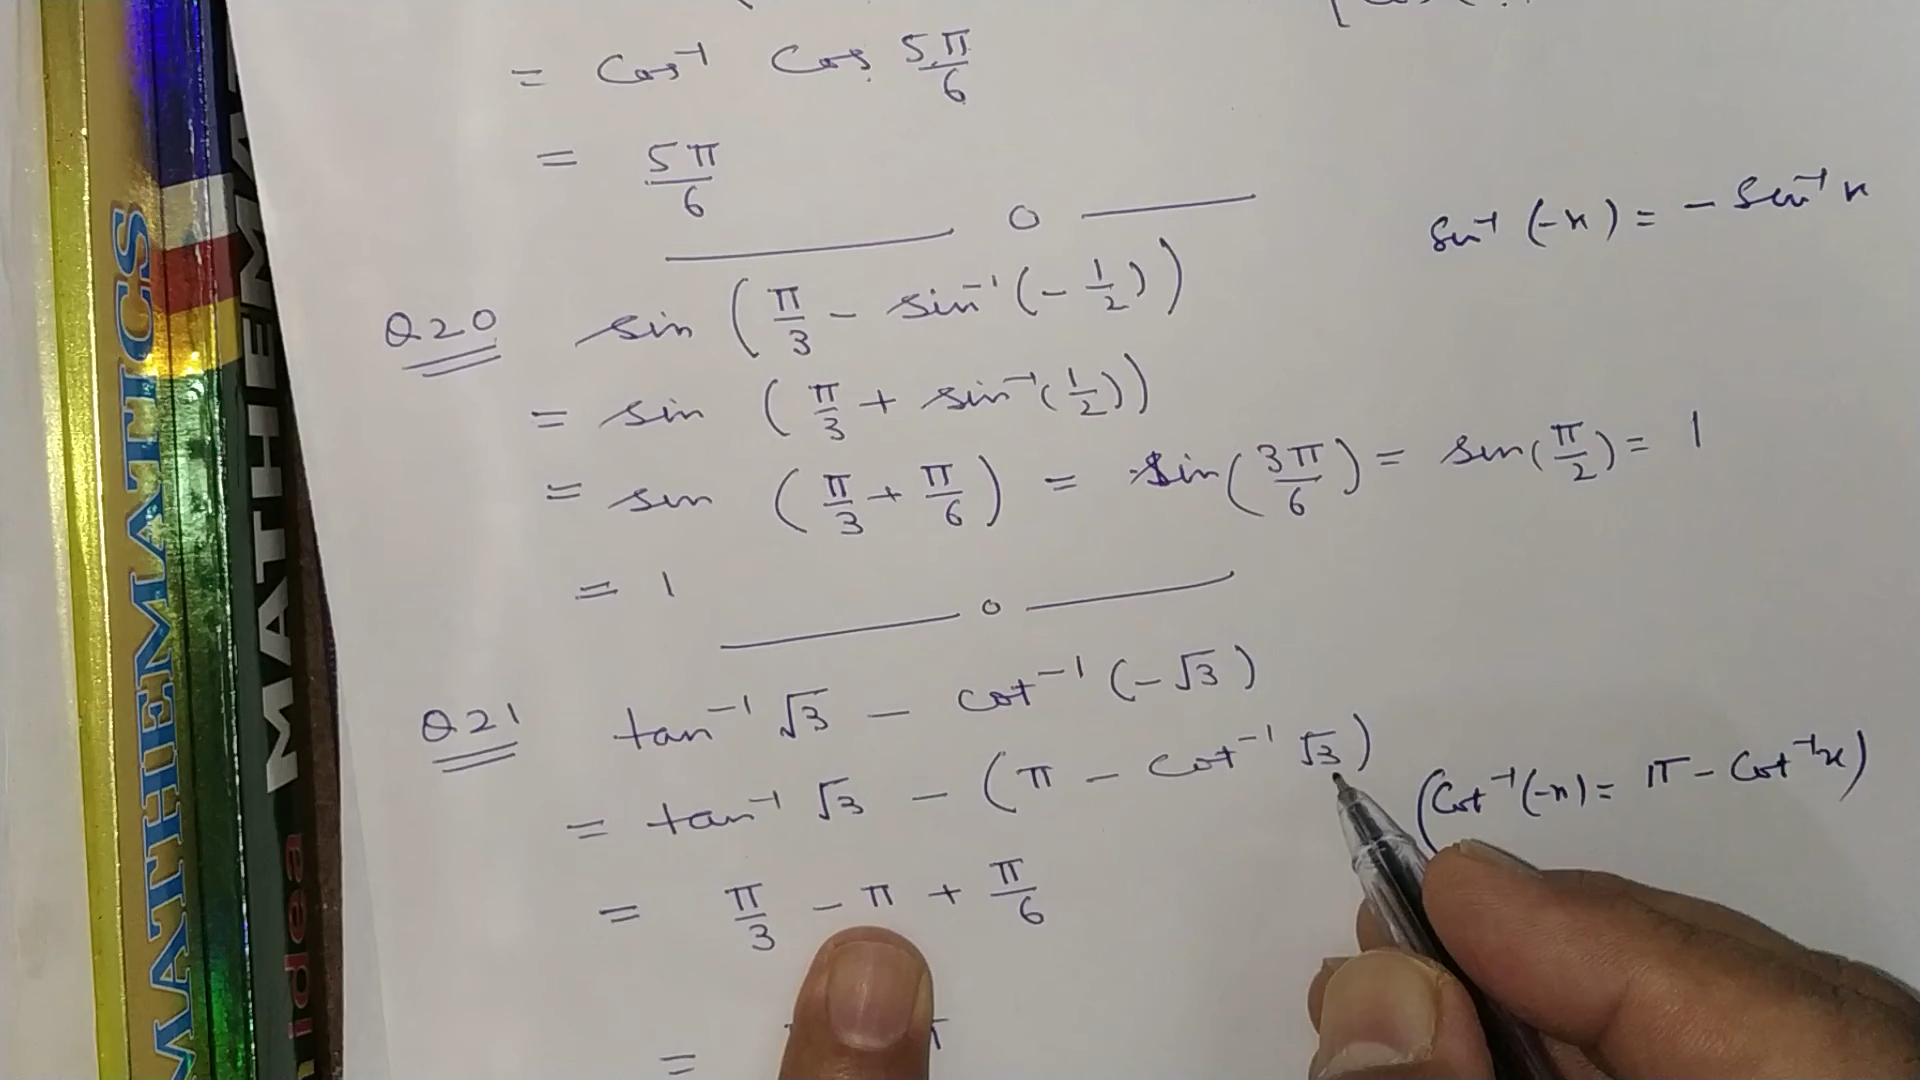 = Cos⁻¹ Cos 5π/6
= 5π/6
sin⁻¹ (-x) = - sin⁻¹ x
Q20 sin (π/3 - sin⁻¹ (-1/2))
= sin (π/3 + sin⁻¹ (1/2))
= sin (π/3 + π/6) = sin(3π/6) = sin(π/2) = 1
= 1
Q21 tan⁻¹ √3 - cot⁻¹ (-√3)
= tan⁻¹ √3 - (π - cot⁻¹ √3) (Cot⁻¹(-x) = π - Cot⁻¹x)
= π/3 - π + π/6
=
MATHEMATICS
MATHEMA